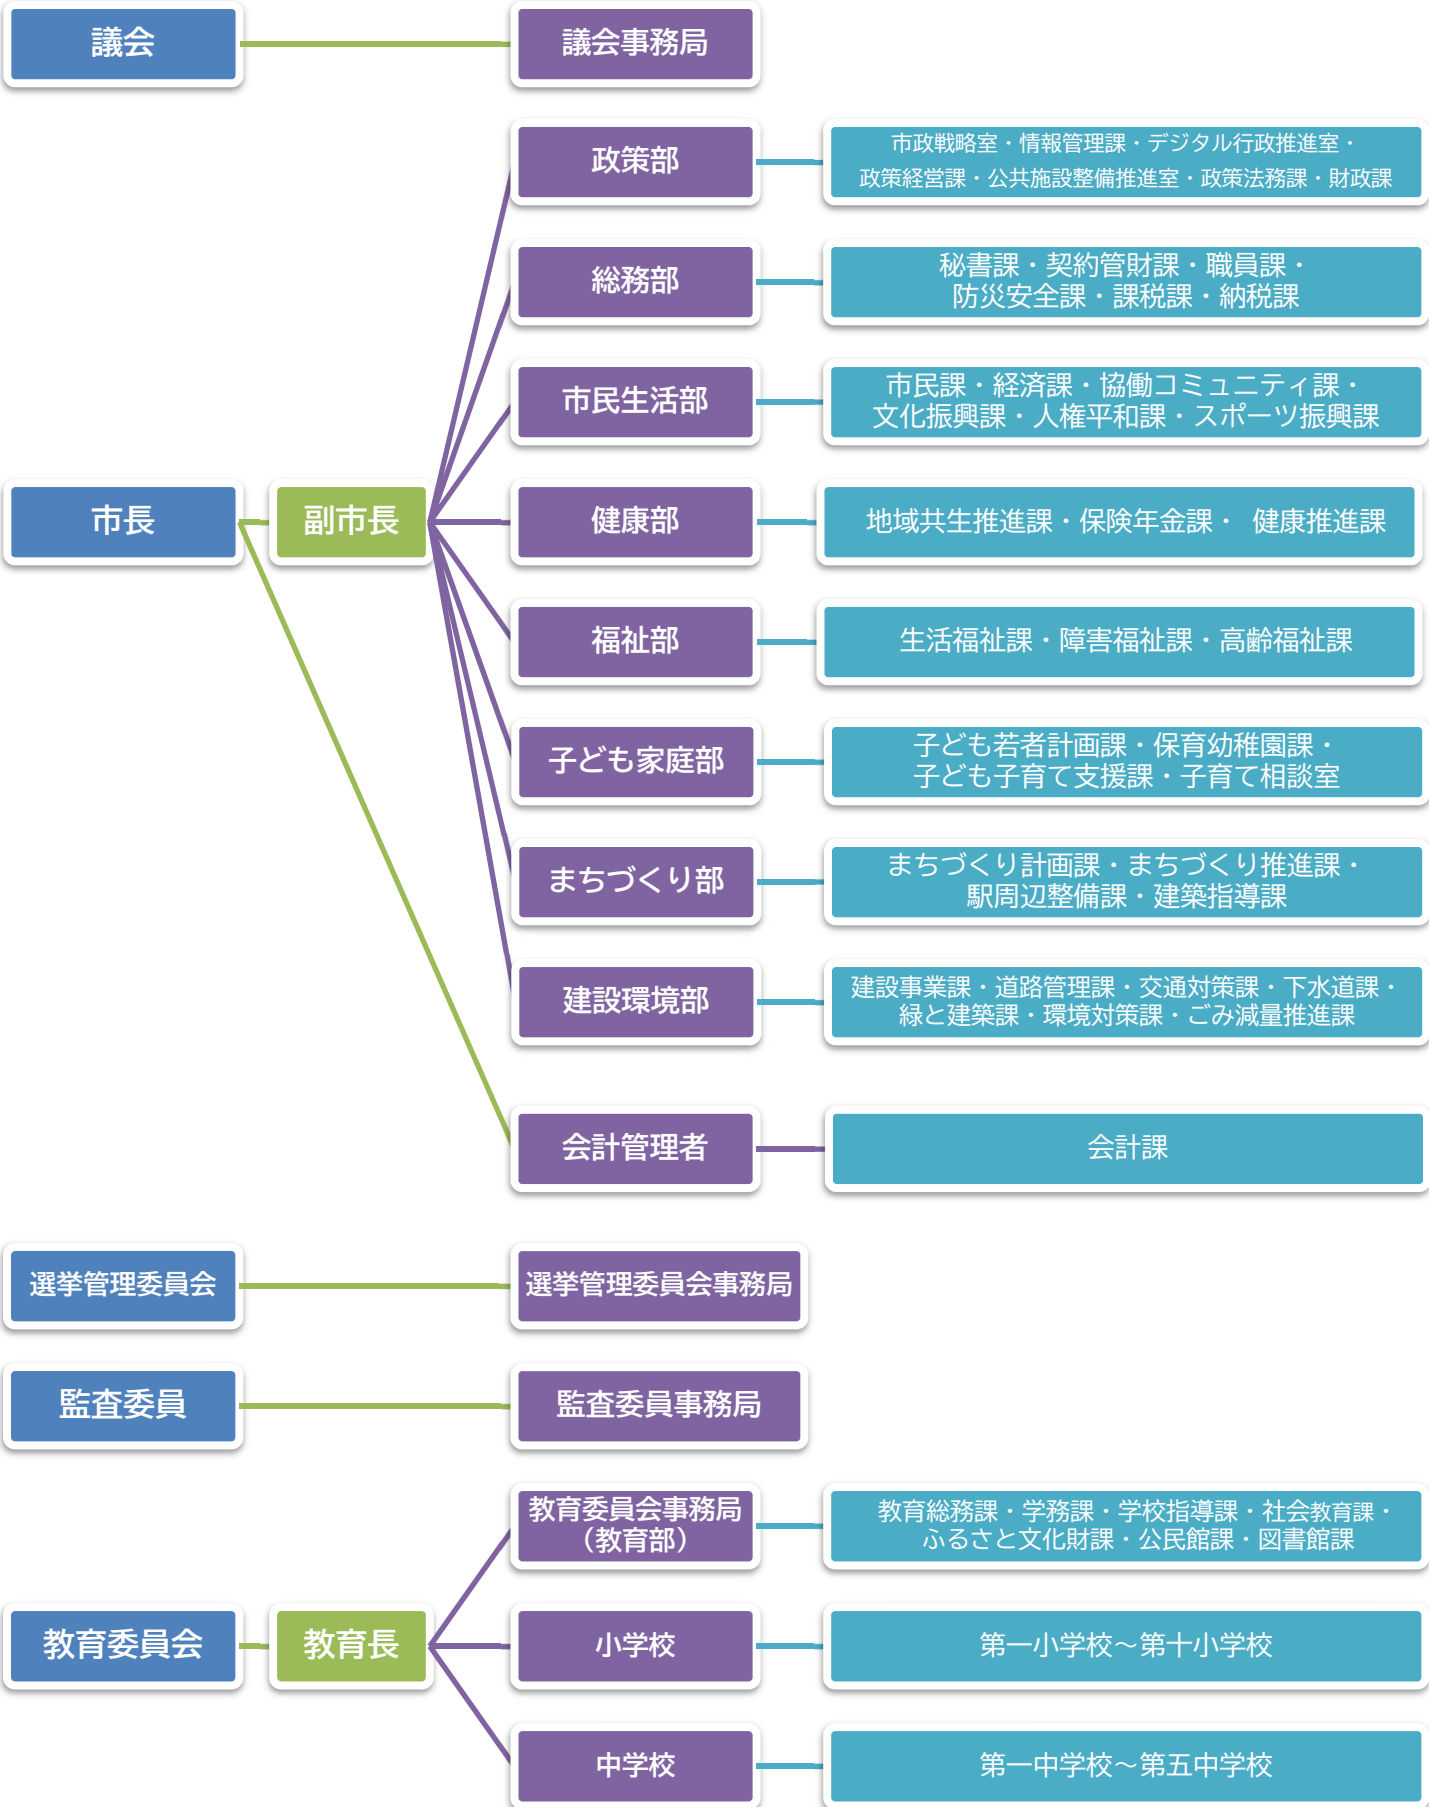 議会
議会事務局
政策部
市政戦略室・情報管理課・デジタル行政推進室・
政策経営課・公共施設整備推進室・政策法務課・財政課
総務部
秘書課・契約管財課・職員課・
防災安全課・課税課・納税課
市民生活部
市民課・経済課・協働コミュニティ課・
文化振興課・人権平和課・スポーツ振興課
市長
副市長
健康部
地域共生推進課・保険年金課・ 健康推進課
福祉部
生活福祉課・障害福祉課・高齢福祉課
子ども家庭部
子ども若者計画課・保育幼稚園課・
子ども子育て支援課・子育て相談室
まちづくり部
まちづくり計画課・まちづくり推進課・
駅周辺整備課・建築指導課
建設環境部
建設事業課・道路管理課・交通対策課・下水道課・
緑と建築課・環境対策課・ごみ減量推進課
会計管理者
会計課
選挙管理委員会
選挙管理委員会事務局
監査委員
監査委員事務局
教育委員会事務局
（教育部）
教育総務課・学務課・学校指導課・社会教育課・
ふるさと文化財課・公民館課・図書館課
教育委員会
教育長
小学校
第一小学校～第十小学校
中学校
第一中学校～第五中学校